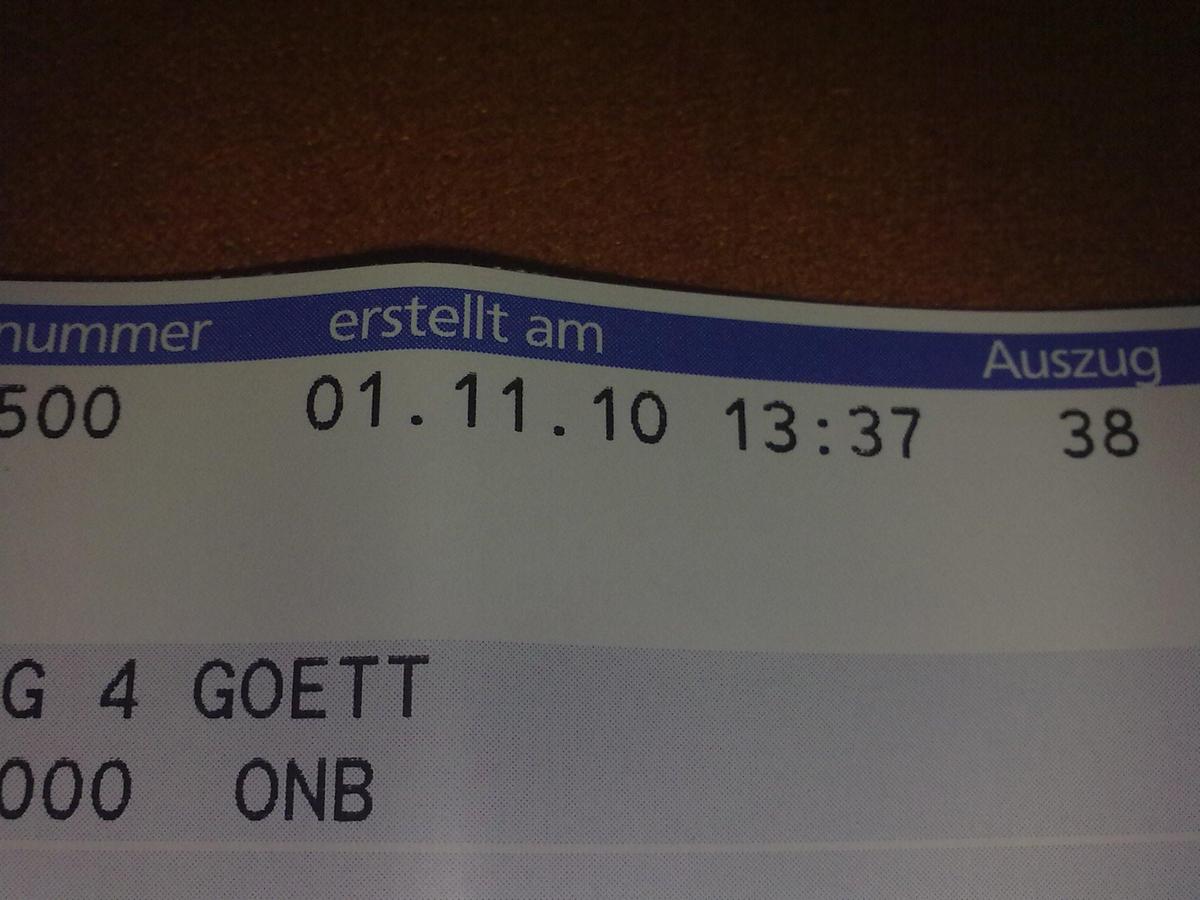 nummer erstellt am Auszug
500 01.11.10 13:37 38
G 4 GOETT
000 ONB